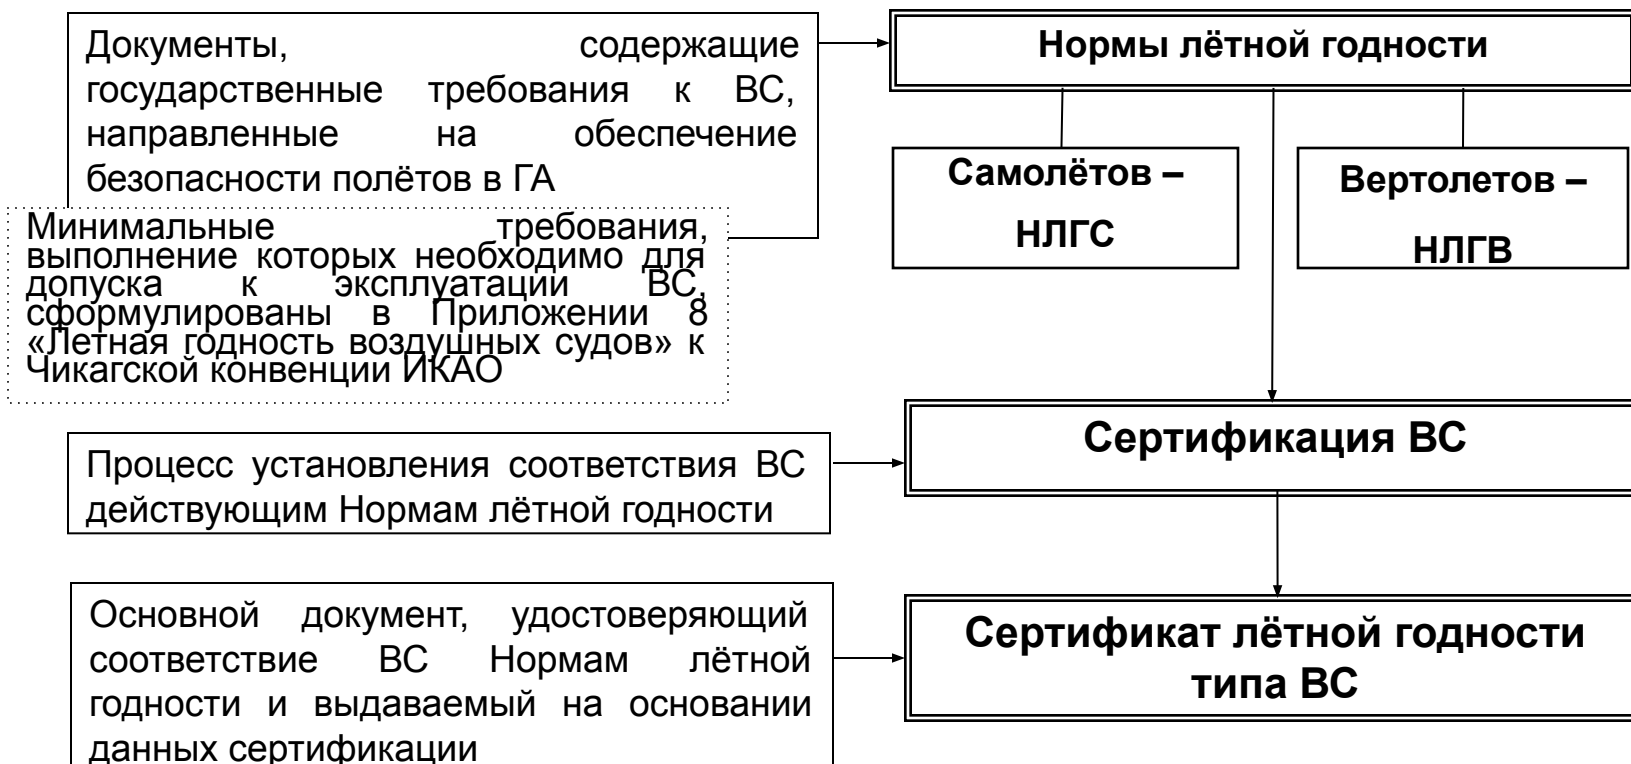 Документы, содержащие
государственные требования к ВС,
направленные на обеспечение
безопасности полётов в ГА
Минимальные требования,
выполнение которых необходимо для
допуска к эксплуатации ВС,
сформулированы в Приложении 8
«Летная годность воздушных судов» к
Чикагской конвенции ИКАО
Нормы лётной годности
Самолётов –
НЛГС
Вертолетов –
НЛГВ
Процесс установления соответствия ВС
действующим Нормам лётной годности
Сертификация ВС
Основной документ, удостоверяющий
соответствие ВС Нормам лётной
годности и выдаваемый на основании
данных сертификации
Сертификат лётной годности
типа ВС